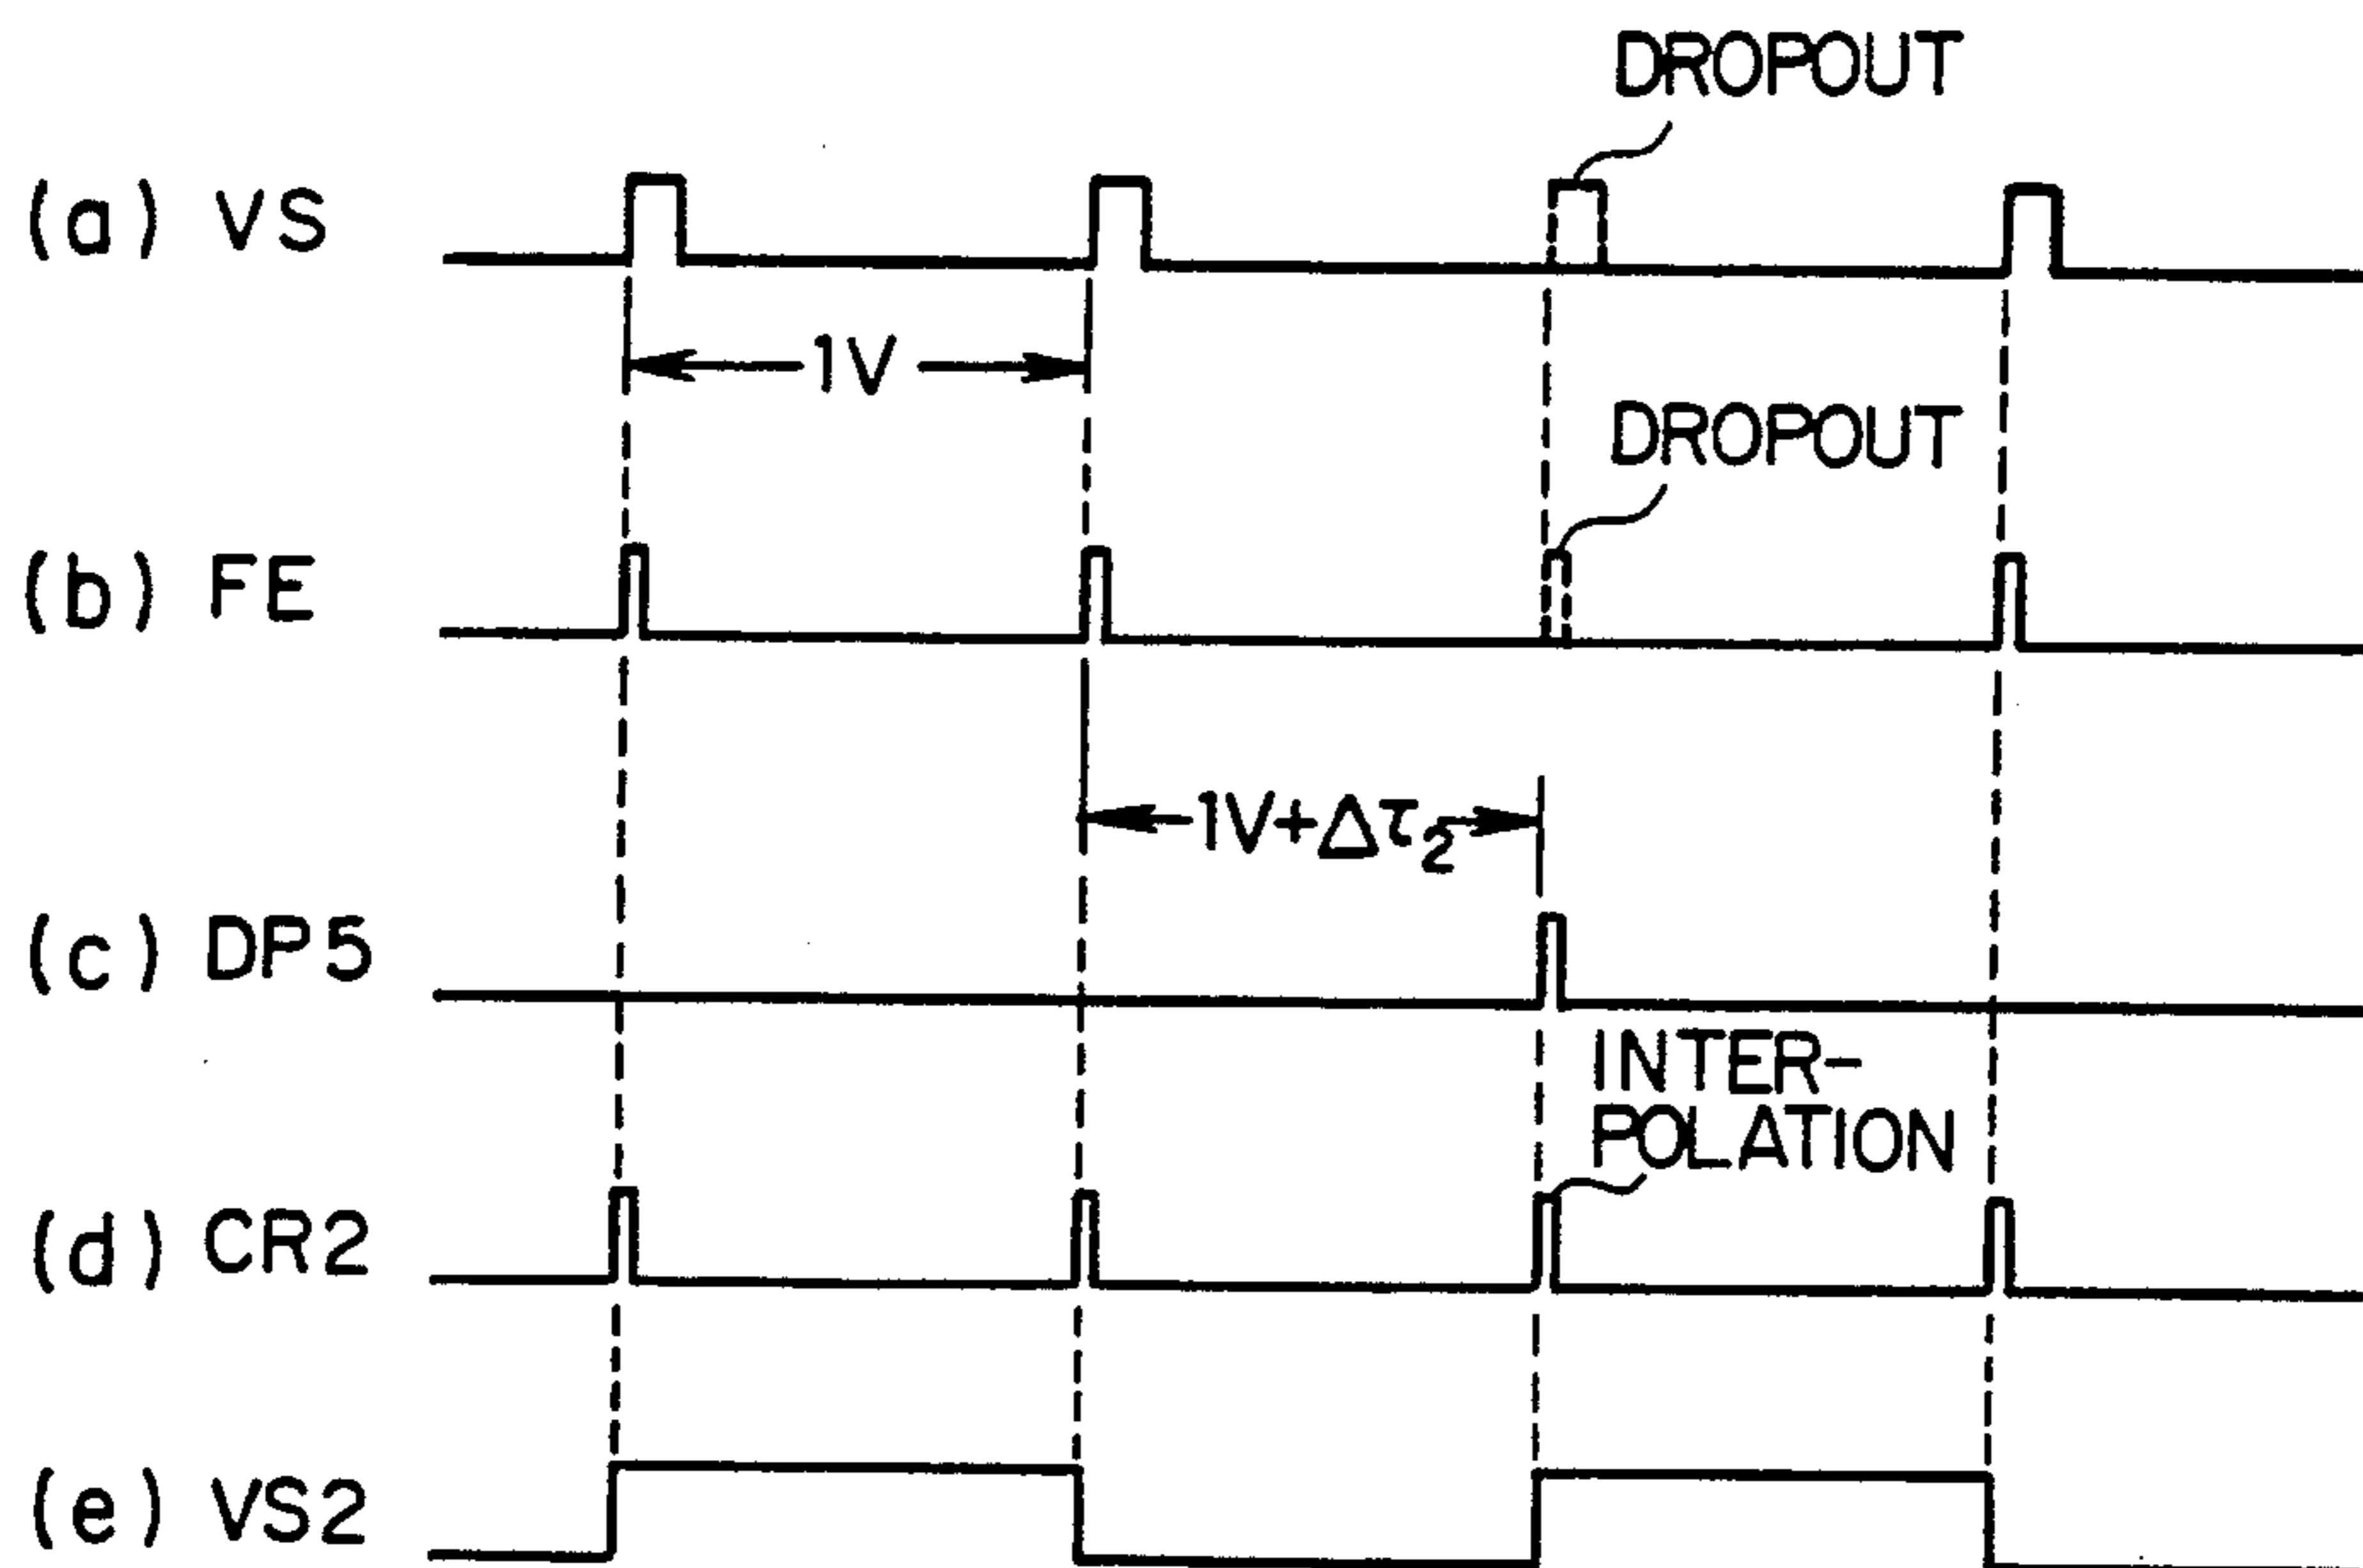 DROPOUT
(a) VS
1V
DROPOUT
(b) FE
1V+Δτ2
(c) DP5
INTER-
POLATION
(d) CR2
(e) VS2